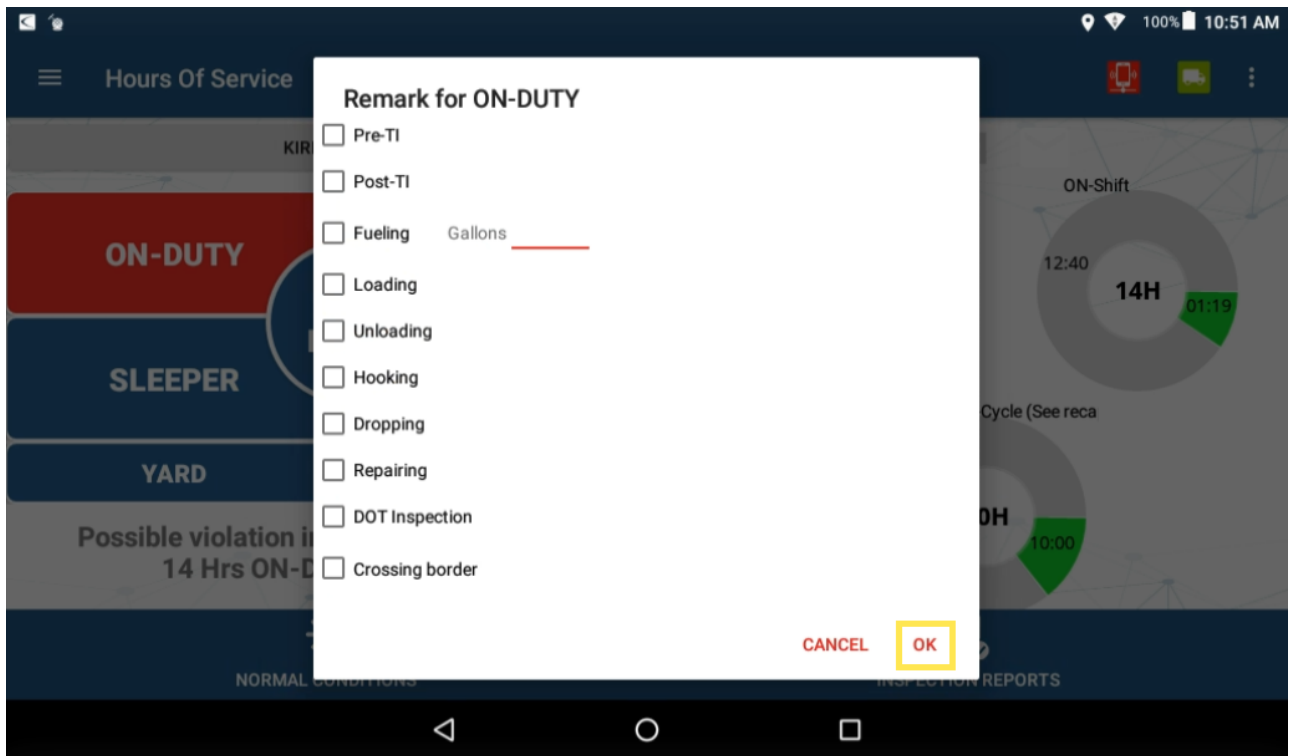 100% 10:51 AM
Hours Of Service
Remark for ON-DUTY
KIR
Pre-TI
Post-TI
Fueling Gallons
Loading
Unloading
Hooking
Dropping
Repairing
DOT Inspection
Crossing border
CANCEL OK
ON-DUTY
SLEEPER
YARD
Possible violation i
14 Hrs ON-D
ON-Shift
12:40
14H
01:19
Cycle (See reca
0H
10:00
NORMAL CONDITIONS
INSPECTION REPORTS